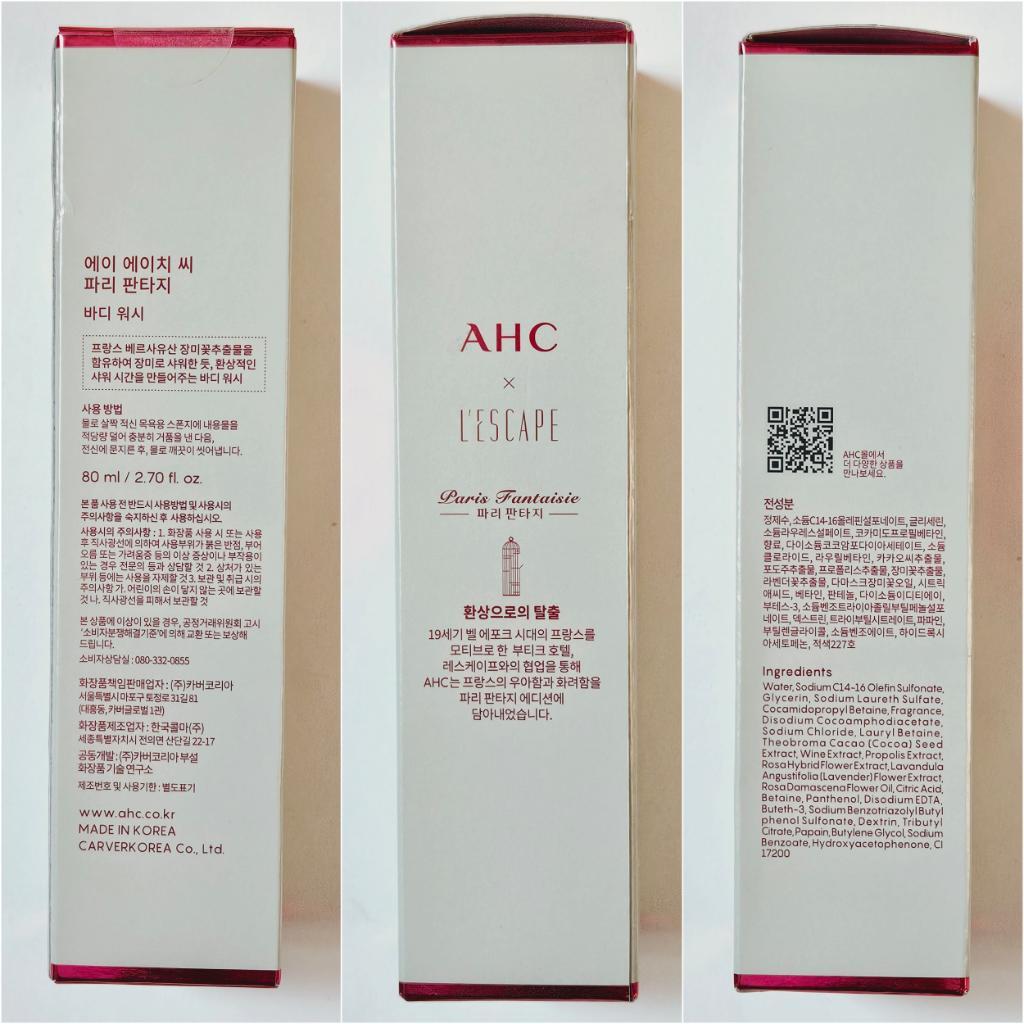 에이 에이치 씨
파리 판타지
바디 워시
프랑스 베르사유산 장미꽃추출물을
함유하여 장미로 샤워한 듯, 환상적인
샤워 시간을 만들어주는 바디 워시
사용 방법
물로 살짝 적신 목욕용 스폰지에 내용물을
적당량 덜어 충분히 거품을 낸 다음,
전신에 문지른 후, 물로 깨끗이 씻어냅니다.
80 ml / 2.70 fl. oz.
본 품 사용 전 반드시 사용방법 및 사용시의
주의사항을 숙지하신 후 사용하십시오.
사용시의 주의사항 : 1. 화장품 사용 시 또는 사용
후 직사광선에 의하여 사용부위가 붉은 반점, 부어
오름 또는 가려움증 등의 이상 증상이나 부작용이
있는 경우 전문의 등과 상담할 것 2. 상처가 있는
부위 등에는 사용을 자제할 것 3. 보관 및 취급 시의
주의사항 가. 어린이의 손이 닿지 않는 곳에 보관할
것 나. 직사광선을 피해서 보관할 것
본 상품에 이상이 있을 경우, 공정거래위원회 고시
'소비자분쟁해결기준'에 의해 교환 또는 보상해
드립니다.
소비자상담실 : 080-332-0855
화장품책임판매업자 : (주)카버코리아
서울특별시 마포구 토정로 31길 81
(대흥동, 카버글로벌 1관)
화장품제조업자 : 한국콜마(주)
세종특별자치시 전의면 산단길 22-17
공동개발 : (주)카버코리아 부설
화장품 기술 연구소
제조번호 및 사용기한 : 별도표기
www.ahc.co.kr
MADE IN KOREA
CARVERKOREA Co., Ltd.
AHC
×
L'ESCAPE
Paris Fantaisie
파리 판타지
환상으로의 탈출
19세기 벨 에포크 시대의 프랑스를
모티브로 한 부티크 호텔,
레스케이프와의 협업을 통해
AHC는 프랑스의 우아함과 화려함을
파리 판타지 에디션에
담아내었습니다.
AHC몰에서
더 다양한 상품을
만나보세요.
전성분
정제수, 소듐C14-16올레핀설포네이트, 글리세린,
소듐라우레스설페이트, 코카미도프로필베타인,
향료, 다이소듐코코암포다이아세테이트, 소듐
클로라이드, 라우릴베타인, 카카오씨추출물,
포도주추출물, 프로폴리스추출물, 장미꽃추출물,
라벤더꽃추출물, 다마스크장미꽃오일, 시트릭
애씨드, 베타인, 판테놀, 다이소듐이디티에이,
부테스-3, 소듐벤조트라이아졸릴부틸페놀설포
네이트, 덱스트린, 트라이부틸시트레이트, 파파인,
부틸렌글라이콜, 소듐벤조에이트, 하이드록시
아세토페논, 적색227호
Ingredients
Water, Sodium C14-16 Olefin Sulfonate,
Glycerin, Sodium Laureth Sulfate,
Cocamidopropyl Betaine, Fragrance,
Disodium Cocoamphodiacetate,
Sodium Chloride, Lauryl Betaine,
Theobroma Cacao (Cocoa) Seed
Extract, Wine Extract, Propolis Extract,
Rosa Hybrid Flower Extract, Lavandula
Angustifolia (Lavender) Flower Extract,
Rosa Damascena Flower Oil, Citric Acid,
Betaine, Panthenol, Disodium EDTA,
Buteth-3, Sodium Benzotriazolyl Butyl
phenol Sulfonate, Dextrin, Tributyl
Citrate, Papain, Butylene Glycol, Sodium
Benzoate, Hydroxyacetophenone, CI
17200